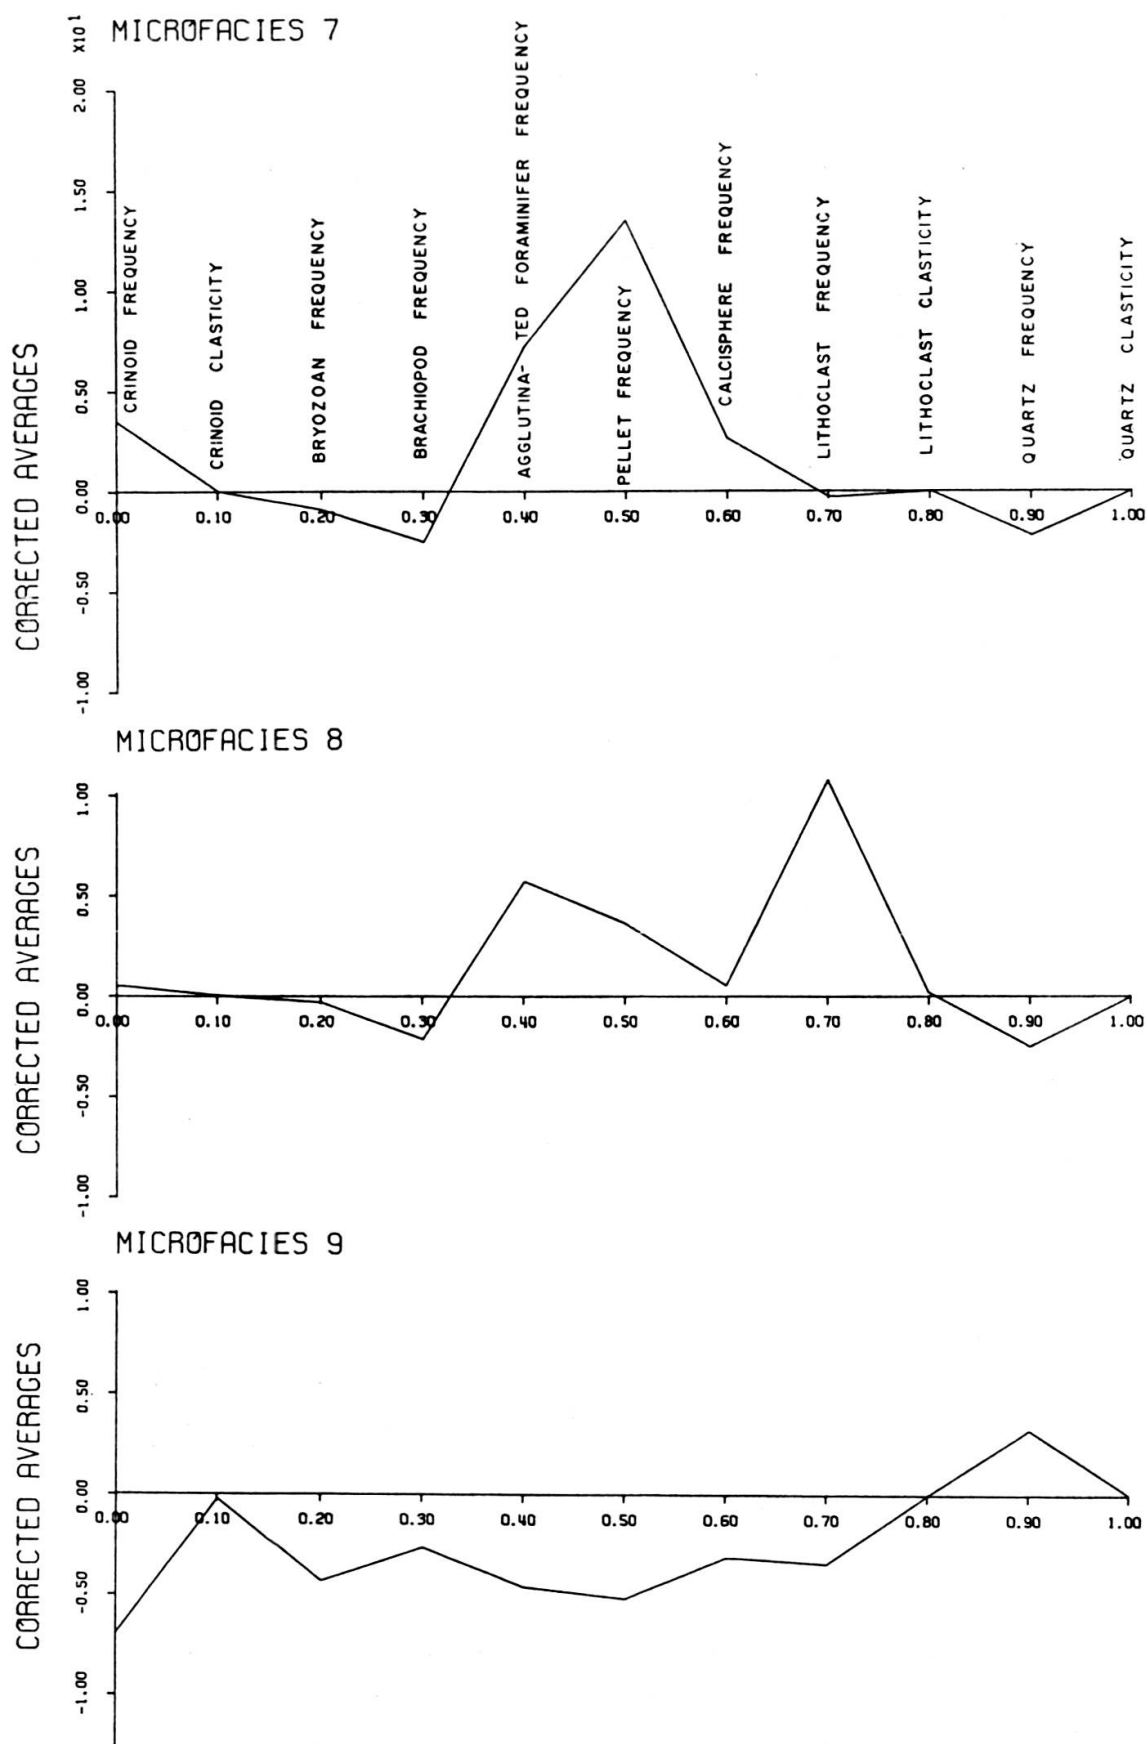 x10¹
MICROFACIES 7
CORRECTED AVERAGES
2.00
1.50
1.00
0.50
0.00
-0.50
-1.00
CRINOID FREQUENCY
CRINOID CLASTICITY
BRYOZOAN FREQUENCY
BRACHIOPOD FREQUENCY
AGGLUTINA- TED FORAMINIFER FREQUENCY
PELLET FREQUENCY
CALCISPHERE FREQUENCY
LITHOCLAST FREQUENCY
LITHOCLAST CLASTICITY
QUARTZ FREQUENCY
QUARTZ CLASTICITY
0.00 0.10 0.20 0.30 0.40 0.50 0.60 0.70 0.80 0.90 1.00
MICROFACIES 8
CORRECTED AVERAGES
1.00
0.50
0.00
-0.50
-1.00
0.00 0.10 0.20 0.30 0.40 0.50 0.60 0.70 0.80 0.90 1.00
MICROFACIES 9
CORRECTED AVERAGES
1.00
0.50
0.00
-0.50
-1.00
0.00 0.10 0.20 0.30 0.40 0.50 0.60 0.70 0.80 0.90 1.00